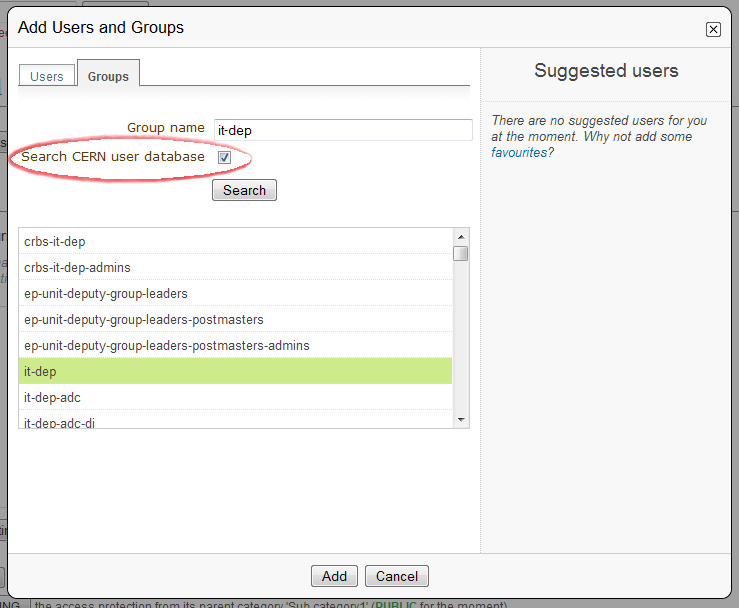 Add Users and Groups
Users
Groups
Suggested users
There are no suggested users for you
at the moment. Why not add some
favourites?
Group name
it-dep
Search CERN user database
Search
crbs-it-dep
crbs-it-dep-admins
ep-unit-deputy-group-leaders
ep-unit-deputy-group-leaders-postmasters
ep-unit-deputy-group-leaders-postmasters-admins
it-dep
it-dep-adc
it-dep-adc-di
Add
Cancel
the access protection from its parent category 'Sub category1' (PUBLIC for the moment)